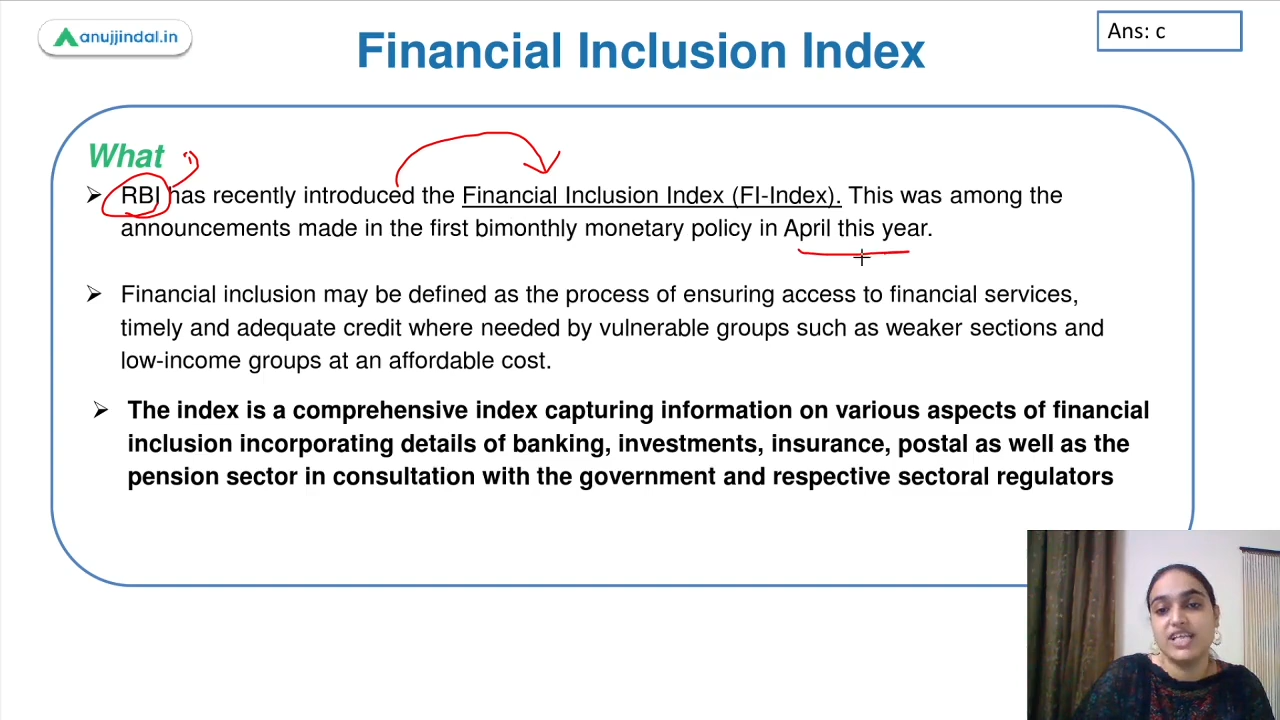 anujjindal.in
Financial Inclusion Index
Ans: c
What
RBI has recently introduced the Financial Inclusion Index (FI-Index). This was among the
announcements made in the first bimonthly monetary policy in April this year.
Financial inclusion may be defined as the process of ensuring access to financial services,
timely and adequate credit where needed by vulnerable groups such as weaker sections and
low-income groups at an affordable cost.
The index is a comprehensive index capturing information on various aspects of financial
inclusion incorporating details of banking, investments, insurance, postal as well as the
pension sector in consultation with the government and respective sectoral regulators